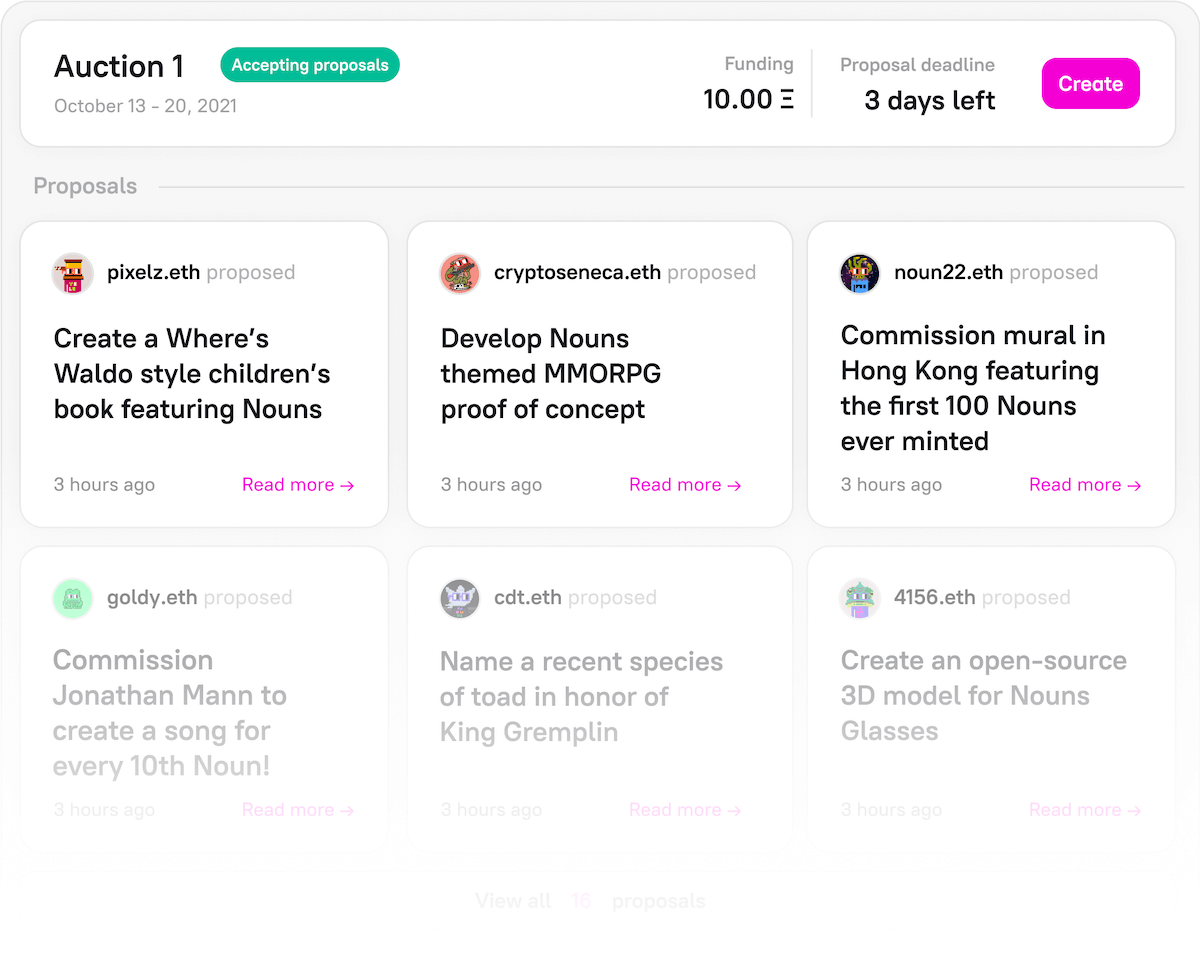 Auction 1
Accepting proposals
October 13 - 20, 2021
Funding
10.00 Ξ
Proposal deadline
3 days left
Create
Proposals
pixelz.eth proposed
Create a Where’s
Waldo style children’s
book featuring Nouns
3 hours ago
Read more →
cryptoseneca.eth proposed
Develop Nouns
themed MMORPG
proof of concept
3 hours ago
Read more →
noun22.eth proposed
Commission mural in
Hong Kong featuring
the first 100 Nouns
ever minted
3 hours ago
Read more →
goldy.eth proposed
Commission
Jonathan Mann to
create a song for
every 10th Noun!
3 hours ago
Read more →
cdt.eth proposed
Name a recent species
of toad in honor of
King Gremplin
3 hours ago
Read more →
4156.eth proposed
Create an open-source
3D model for Nouns
Glasses
3 hours ago
Read more →
View all 16 proposals